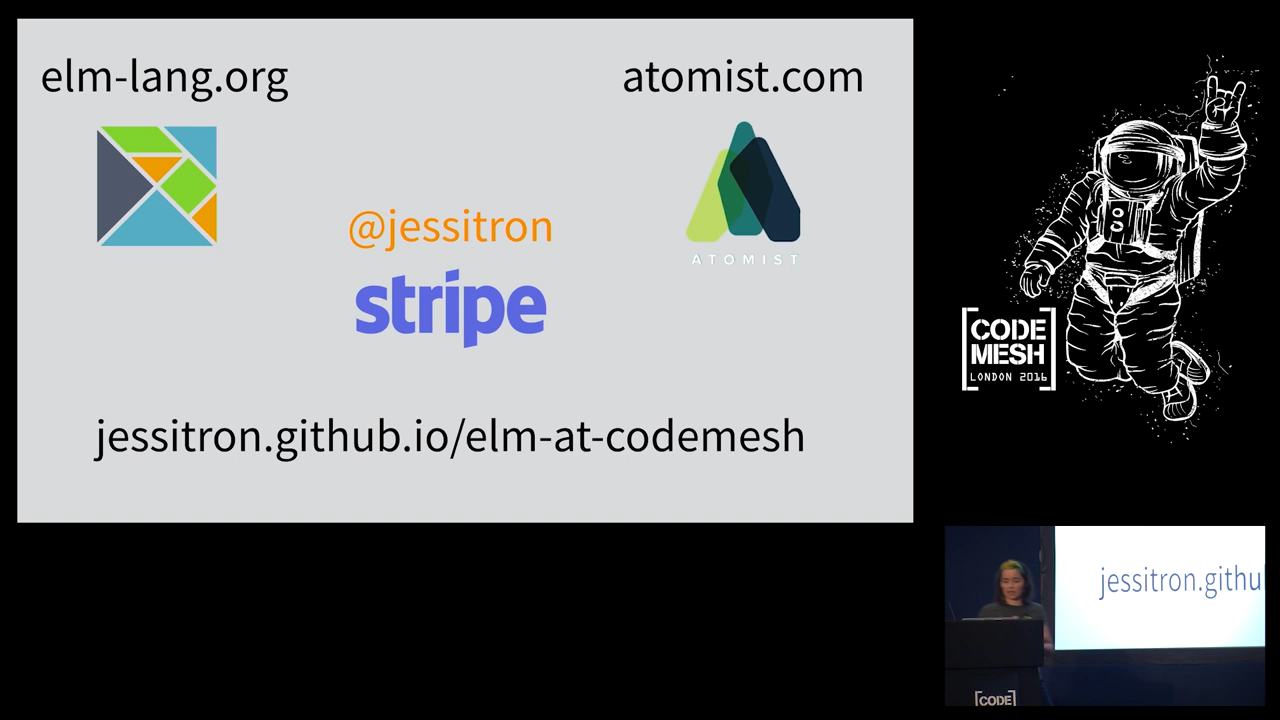 elm-lang.org
atomist.com
@jessitron
ATOMIST
stripe
jessitron.github.io/elm-at-codemesh
CODE
MESH
LONDON 2016
jessitron.githu
CODE